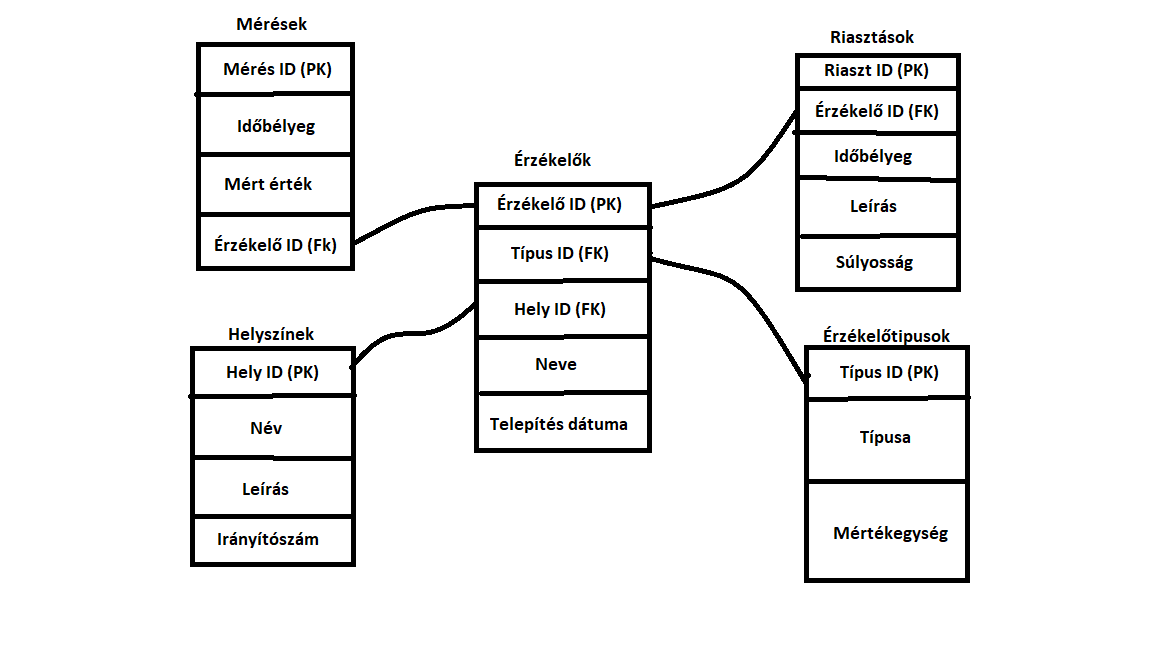 Mérések
Mérés ID (PK)
Időbélyeg
Mért érték
Érzékelő ID (Fk)
Helyszínek
Hely ID (PK)
Név
Leírás
Irányítószám
Érzékelők
Érzékelő ID (PK)
Típus ID (FK)
Hely ID (FK)
Neve
Telepítés dátuma
Riasztások
Riaszt ID (PK)
Érzékelő ID (FK)
Időbélyeg
Leírás
Súlyosság
Érzékelőtipusok
Típus ID (PK)
Típusa
Mértékegység